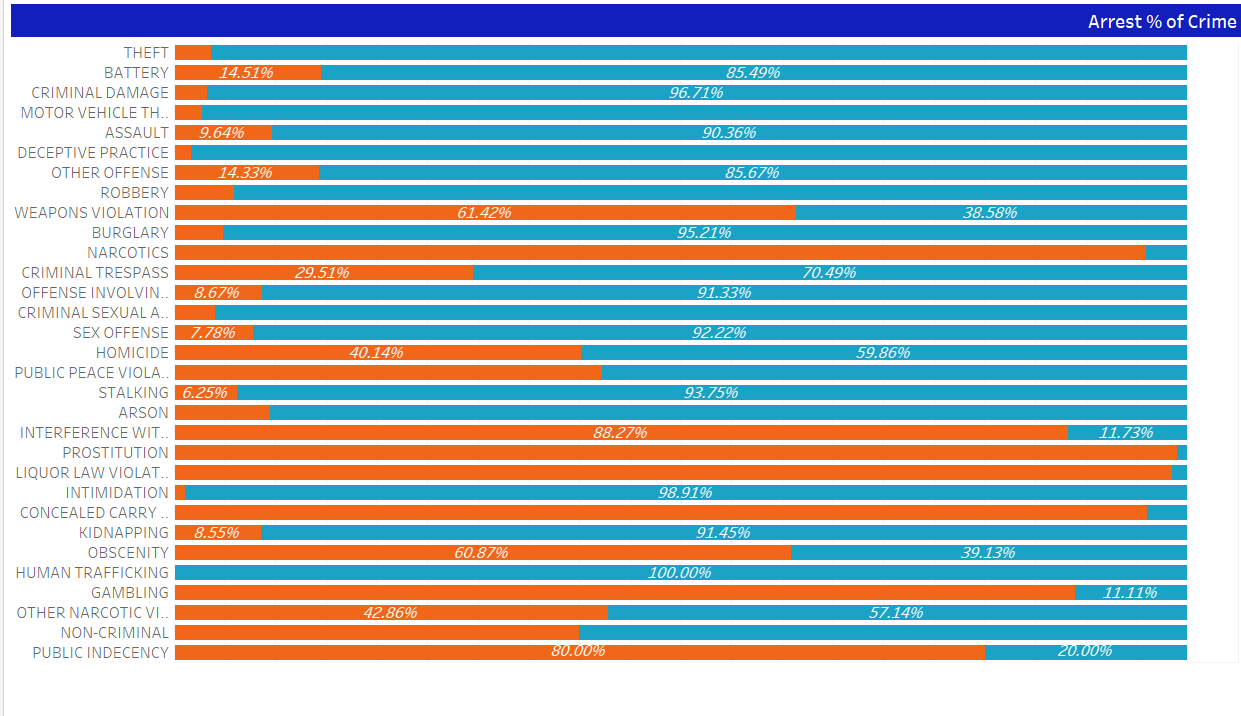 Arrest % of Crime
THEFT
BATTERY 14.51% 85.49%
CRIMINAL DAMAGE 96.71%
MOTOR VEHICLE TH..
ASSAULT 9.64% 90.36%
DECEPTIVE PRACTICE
OTHER OFFENSE 14.33% 85.67%
ROBBERY
WEAPONS VIOLATION 61.42% 38.58%
BURGLARY 95.21%
NARCOTICS
CRIMINAL TRESPASS 29.51% 70.49%
OFFENSE INVOLVIN.. 8.67% 91.33%
CRIMINAL SEXUAL A..
SEX OFFENSE 7.78% 92.22%
HOMICIDE 40.14% 59.86%
PUBLIC PEACE VIOLA..
STALKING 6.25% 93.75%
ARSON
INTERFERENCE WIT.. 88.27% 11.73%
PROSTITUTION
LIQUOR LAW VIOLAT..
INTIMIDATION 98.91%
CONCEALED CARRY ..
KIDNAPPING 8.55% 91.45%
OBSCENITY 60.87% 39.13%
HUMAN TRAFFICKING 100.00%
GAMBLING 11.11%
OTHER NARCOTIC VI.. 42.86% 57.14%
NON-CRIMINAL
PUBLIC INDECENCY 80.00% 20.00%